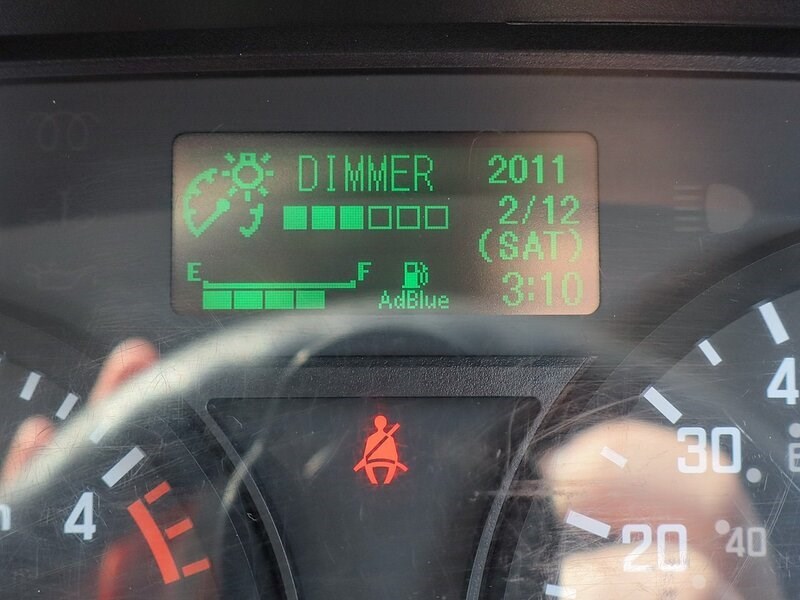 DIMMER
2011
2/12
(SAT)
3:10
E F
AdBlue
4
E
4
30
20
40